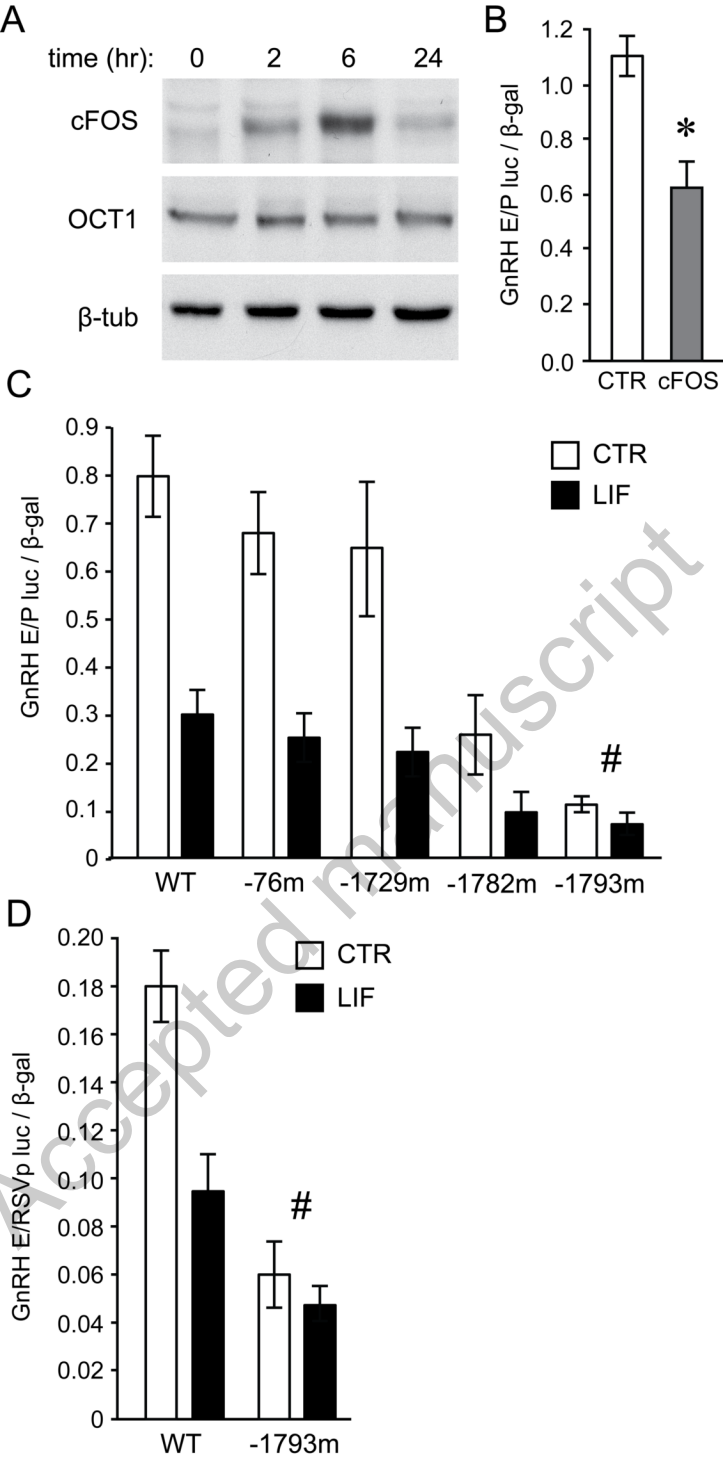 A
time (hr): 0 2 6 24
cFOS
OCT1
β-tub
B
GnRH E/P luc / β-gal
1.2
1.0
0.8
0.6
0.4
0.2
0.0
*
CTR cFOS
C
GnRH E/P luc / β-gal
0.9
0.8
0.7
0.6
0.5
0.4
0.3
0.2
0.1
0
CTR
LIF
#
WT -76m -1729m -1782m -1793m
D
GnRH E/RSVp luc / β-gal
0.20
0.18
0.16
0.14
0.12
0.10
0.08
0.06
0.04
0.02
0
CTR
LIF
#
WT -1793m
Accepted manuscript